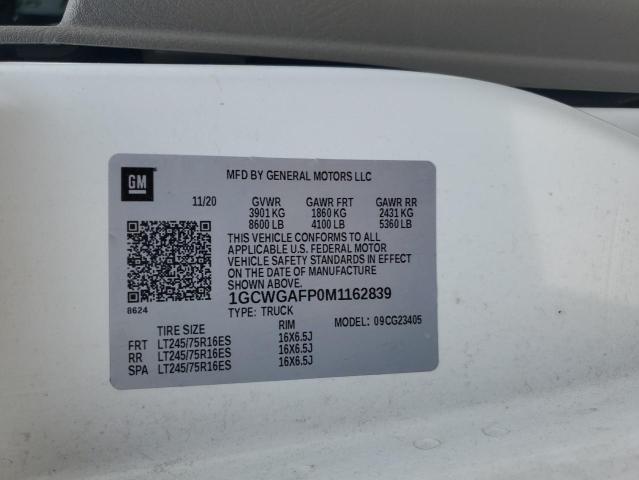 GM
MFD BY GENERAL MOTORS LLC
11/20 GVWR GAWR FRT GAWR RR
3901 KG 1860 KG 2431 KG
8600 LB 4100 LB 5360 LB
THIS VEHICLE CONFORMS TO ALL
APPLICABLE U.S. FEDERAL MOTOR
VEHICLE SAFETY STANDARDS IN EFFECT
ON THE DATE OF MANUFACTURE
SHOWN ABOVE.
1GCWGAFP0M1162839
8624
TYPE: TRUCK
MODEL: 09CG23405
TIRE SIZE RIM
FRT LT245/75R16ES 16X6.5J
RR LT245/75R16ES 16X6.5J
SPA LT245/75R16ES 16X6.5J